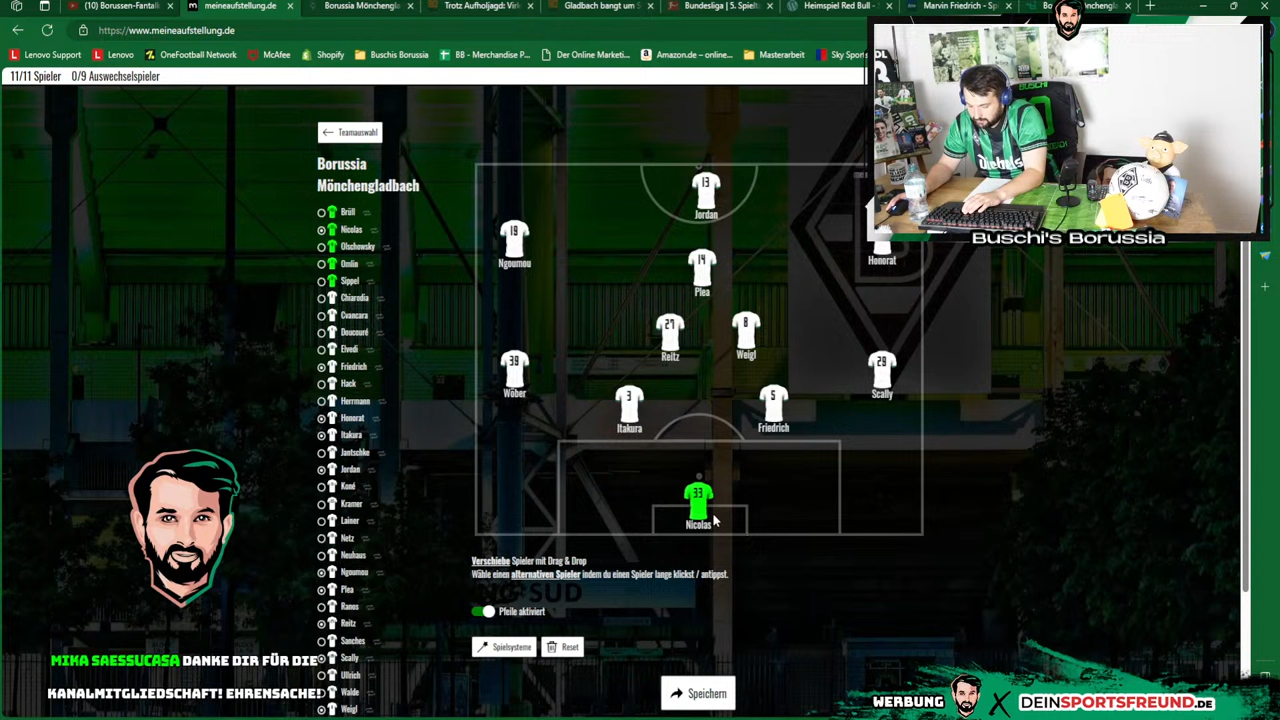 (10) Borussen-Fantal
meineaufstellung.de
Borussia Mönchengl
Trotz Aufholjagd: Virk
Gladbach bangt um S
Bundesliga | 5. Spielt
Heimspiel Red Bull -
Marvin Friedrich - Sp
https://www.meineaufstellung.de
Lenovo Support
Lenovo
OneFootball Network
McAfee
Shopify
Buschis Borussia
BB - Merchandise P...
Der Online Marketi...
Amazon.de – online...
Masterarbeit
Sky Sport
11/11 Spieler 0/9 Auswechselspieler
Teamauswahl
Borussia
Mönchengladbach
Brüll
Nicolas
Olschowsky
Omlin
Sippel
Chiarodia
Cvancara
Doucouré
Elvedi
Friedrich
Hack
Herrmann
Honorat
Itakura
Jantschke
Jordan
Koné
Kramer
Lainer
Netz
Neuhaus
Ngoumou
Plea
Ranos
Reitz
Sanches
Scally
Ullrich
Walde
Weigl
13
Jordan
19
Ngoumou
Honorat
14
Plea
27
Reitz
8
Weigl
39
Wöber
29
Scally
3
Itakura
5
Friedrich
33
Nicolas
Verschiebe Spieler mit Drag & Drop
Wähle einen alternativen Spieler indem du einen Spieler lange klickst / antippst.
SUD
Pfeile aktiviert
Spielsysteme
Reset
Speichern
BUSCHI
Buschi's Borussia
MIKA SAESSUCASA DANKE DIR FÜR DIE
KANALMITGLIEDSCHAFT! EHRENSACHE!
WERBUNG X DEINSPORTSFREUND.DE